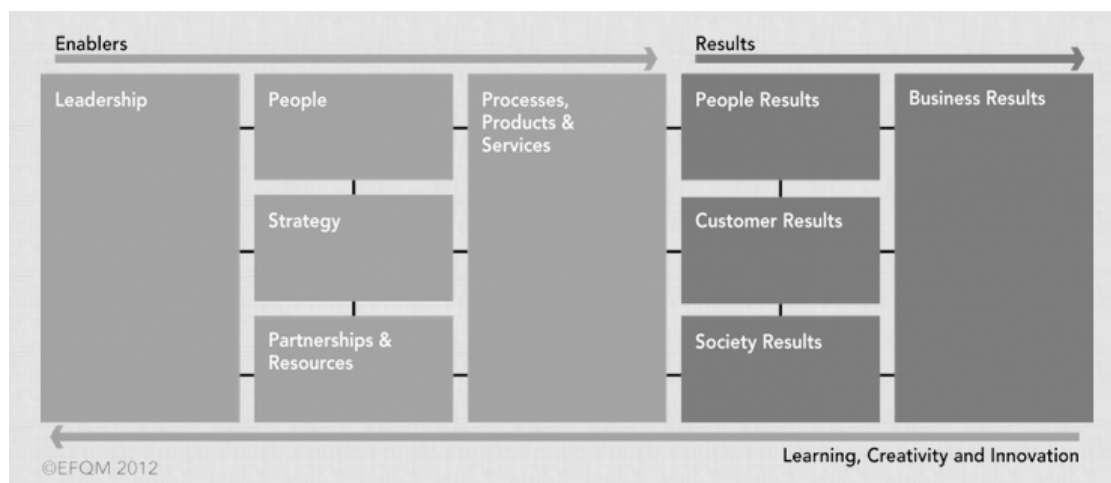 Enablers
Results
Leadership
People
Processes,
Products &
Services
People Results
Business Results
Strategy
Customer Results
Partnerships &
Resources
Society Results
Learning, Creativity and Innovation
©EFQM 2012